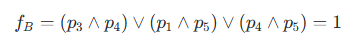 f_B = (p_3 ∧ p_4) ∨ (p_1 ∧ p_5) ∨ (p_4 ∧ p_5) = 1